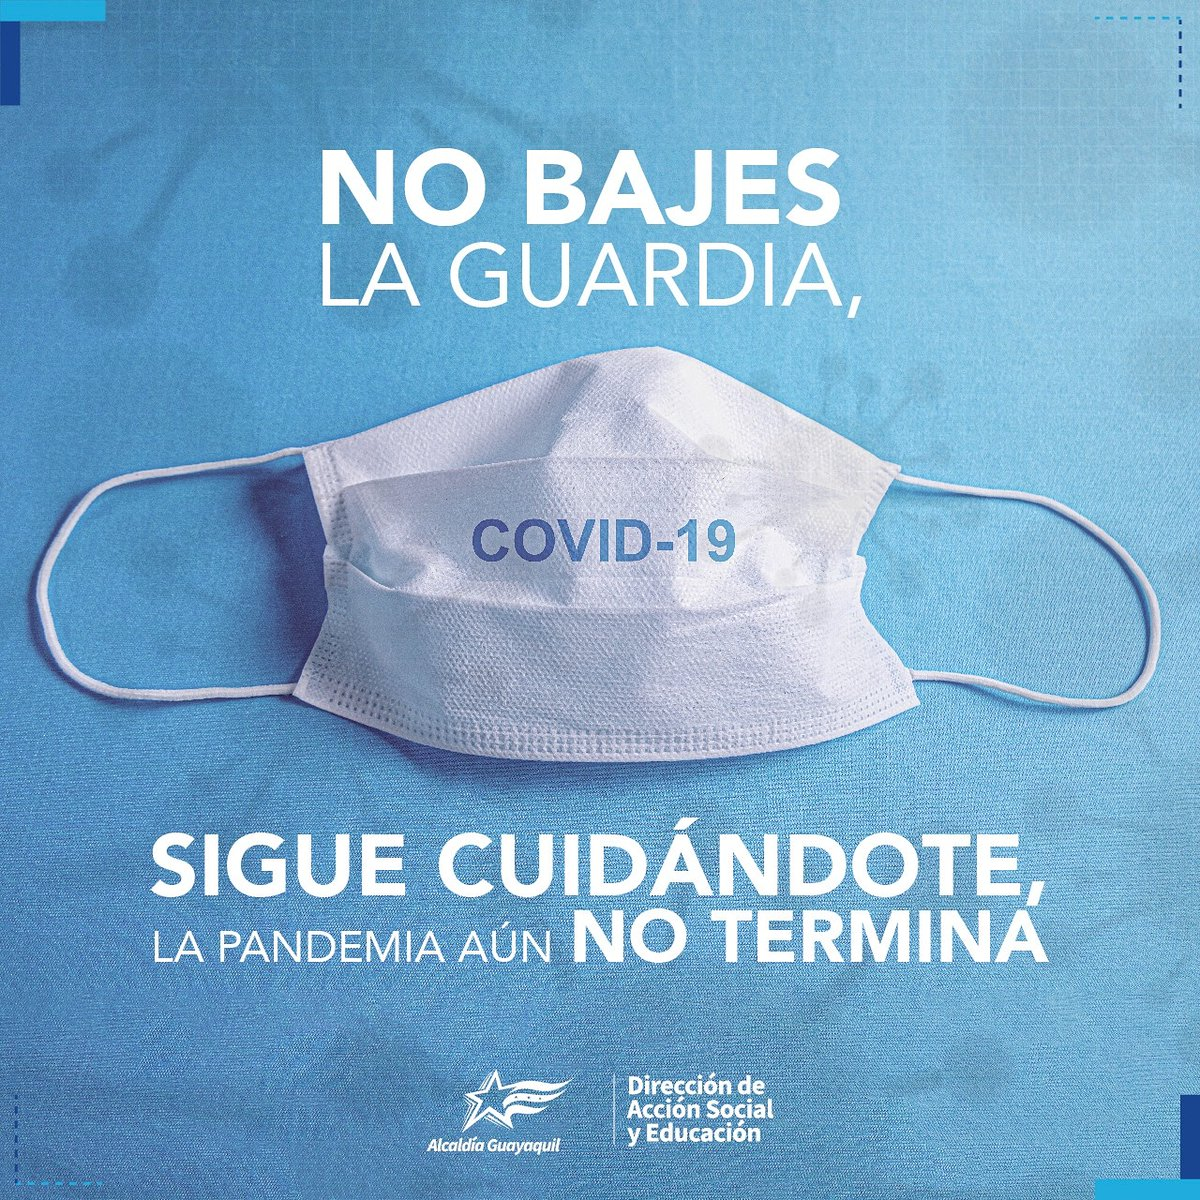 NO BAJES
LA GUARDIA,
COVID-19
SIGUE CUIDÁNDOTE,
LA PANDEMIA AÚN NO TERMINA
Alcaldía Guayaquil
Dirección de
Acción Social
y Educación